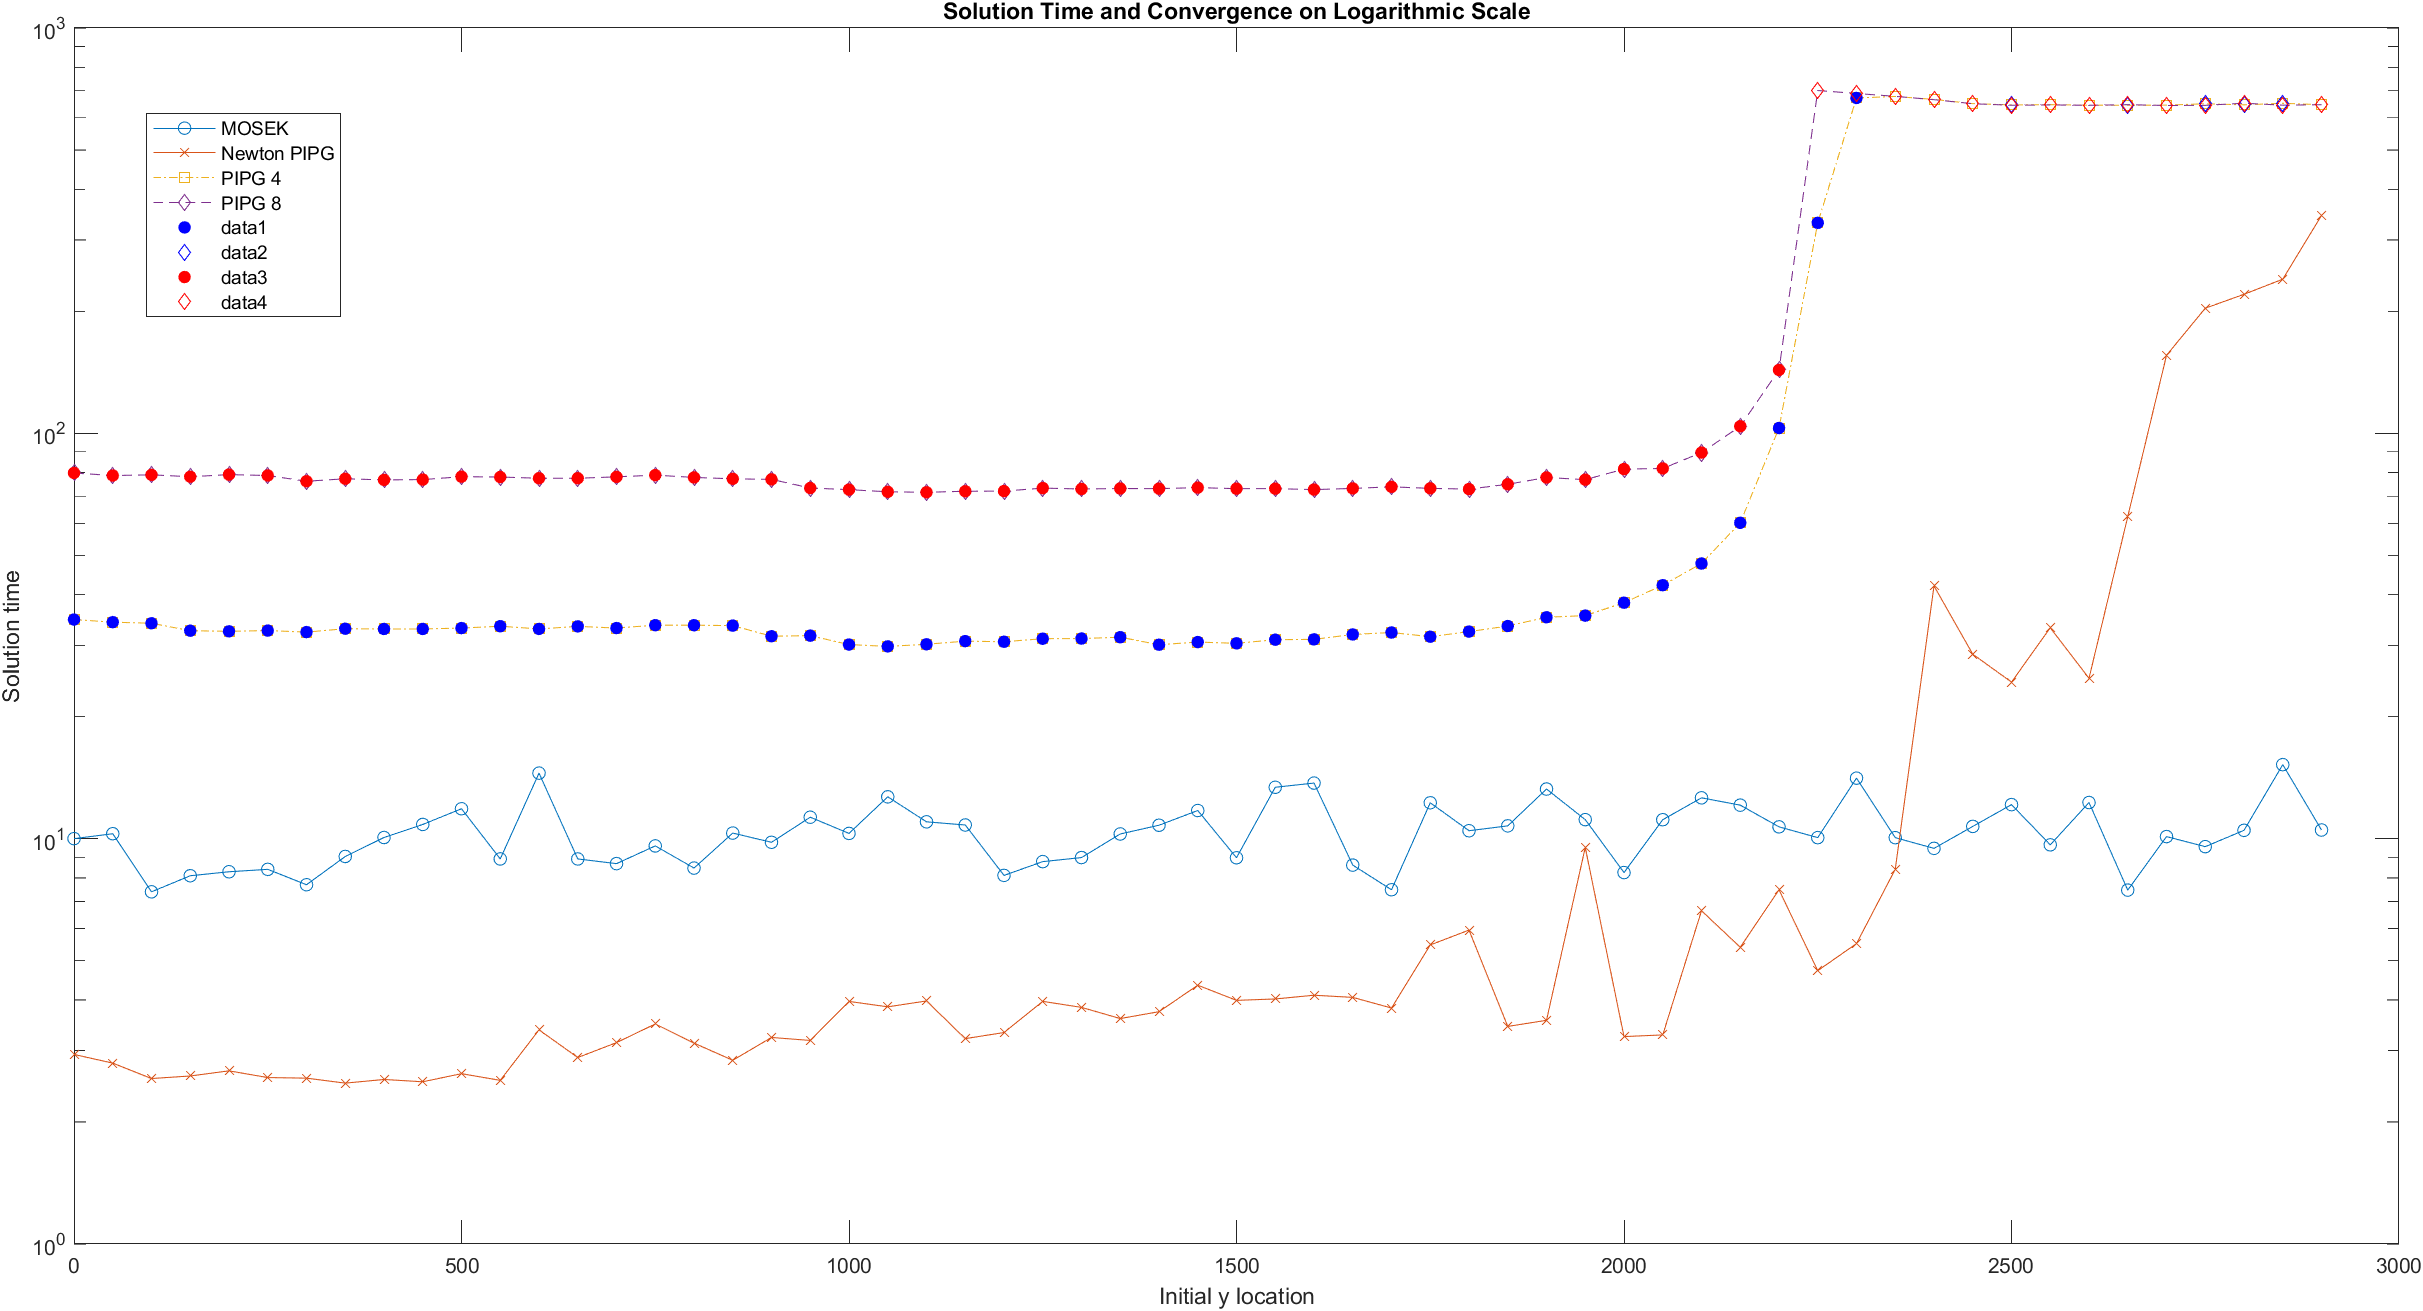 Solution Time and Convergence on Logarithmic Scale
10^3
10^2
10^1
10^0
Solution time
MOSEK
Newton PIPG
PIPG 4
PIPG 8
data1
data2
data3
data4
0 500 1000 1500 2000 2500 3000
Initial y location